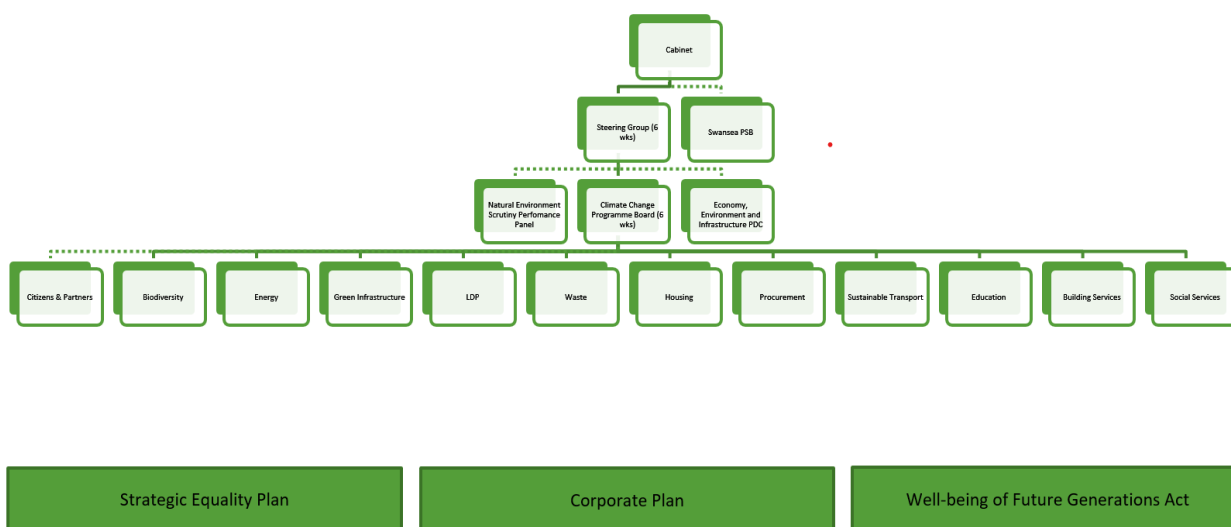 Cabinet
Steering Group (6
wks)
Swansea PSB
Natural Environment
Scrutiny Perfomance
Panel
Climate Change
Programme Board (6
wks)
Economy,
Environment and
Infrastructure PDC
Citizens & Partners
Biodiversity
Energy
Green Infrastructure
LDP
Waste
Housing
Procurement
Sustainable Transport
Education
Building Services
Social Services
Strategic Equality Plan
Corporate Plan
Well-being of Future Generations Act